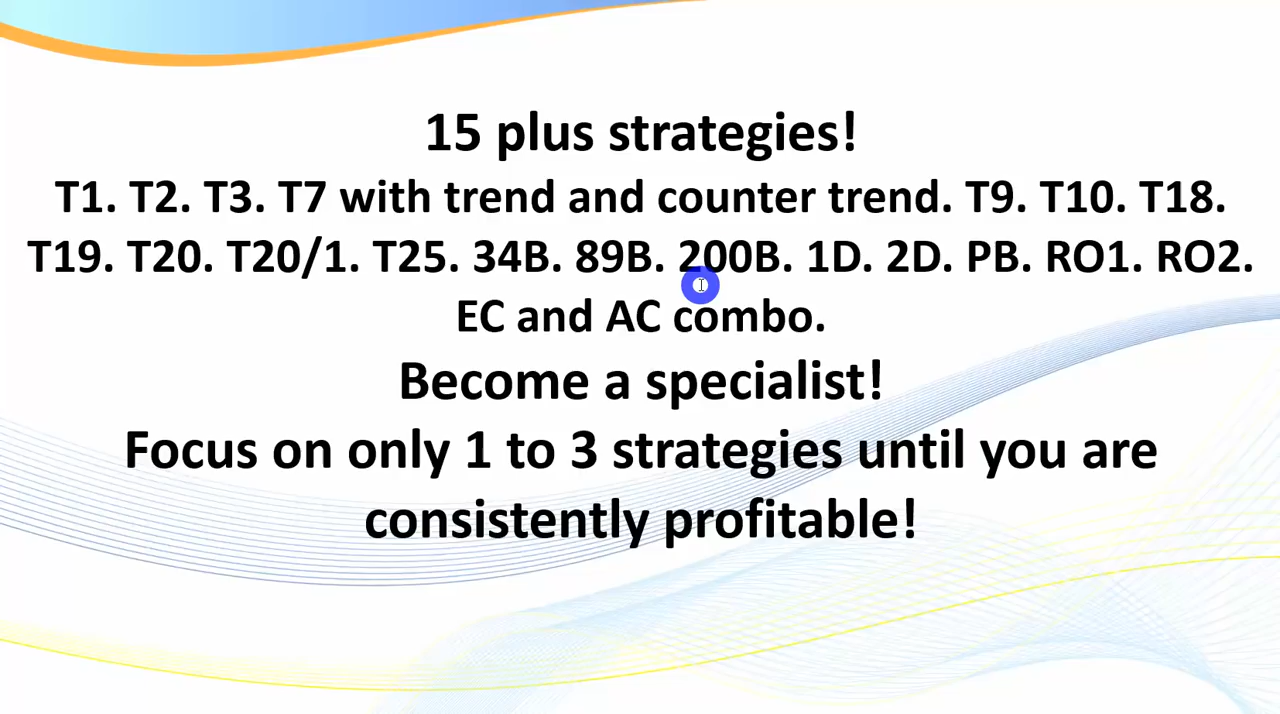 15 plus strategies!
T1. T2. T3. T7 with trend and counter trend. T9. T10. T18.
T19. T20. T20/1. T25. 34B. 89B. 200B. 1D. 2D. PB. RO1. RO2.
EC and AC combo.
Become a specialist!
Focus on only 1 to 3 strategies until you are
consistently profitable!